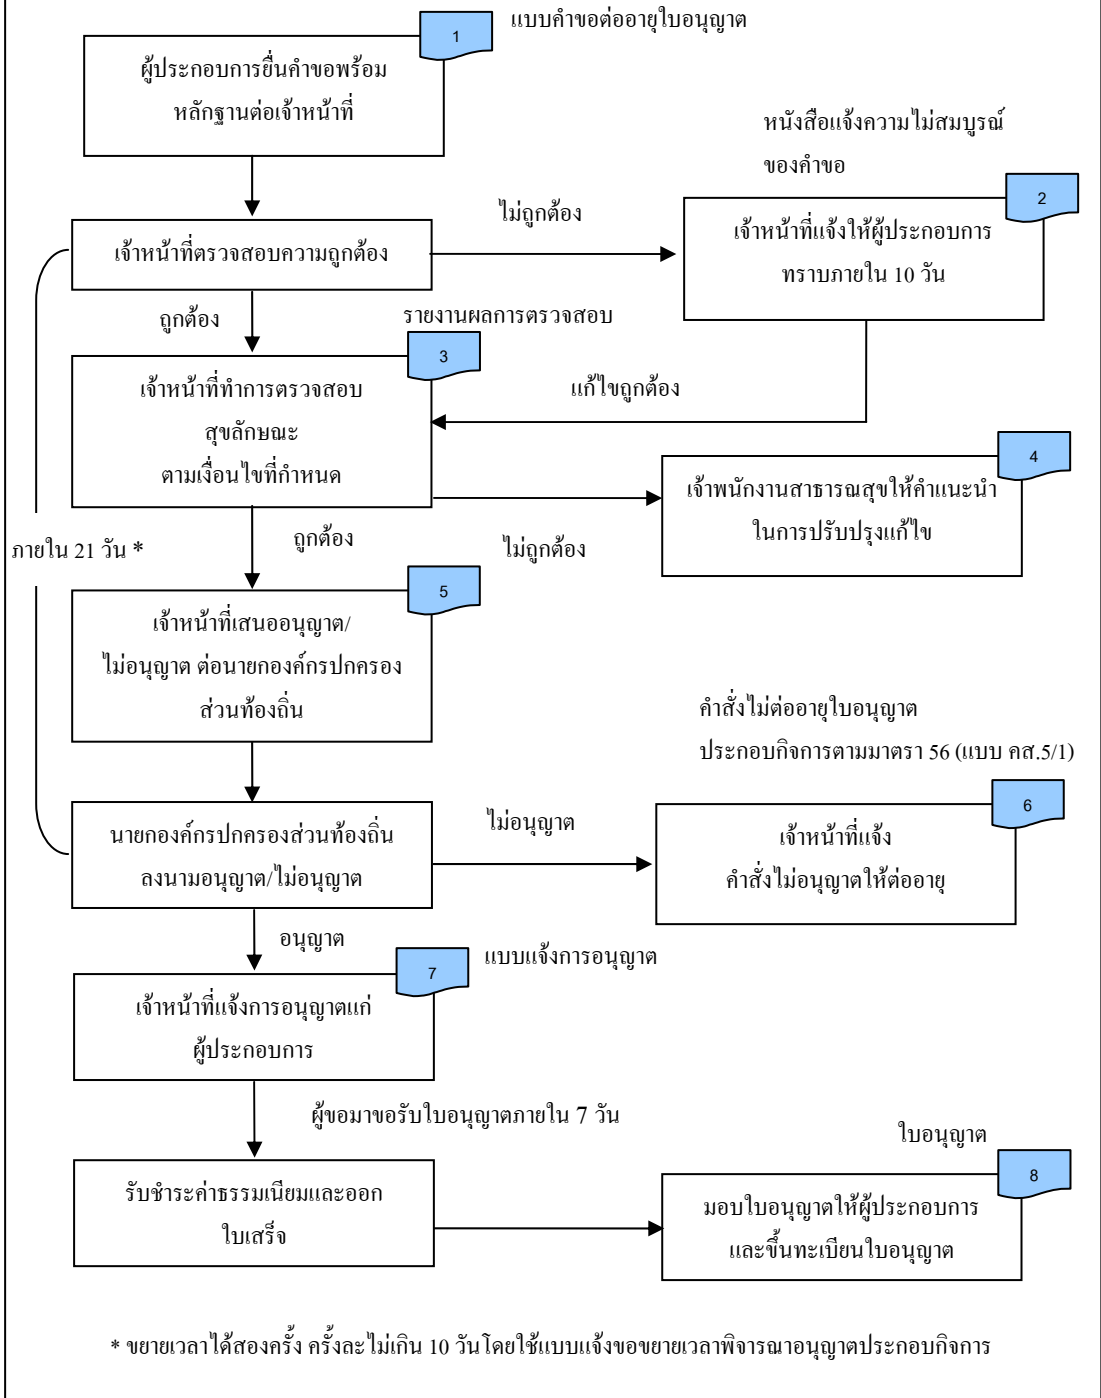 แบบคำขอต่ออายุใบอนุญาต
1
ผู้ประกอบการยื่นคำขอพร้อม
หลักฐานต่อเจ้าหน้าที่
หนังสือแจ้งความไม่สมบูรณ์
ของคำขอ
2
ไม่ถูกต้อง
เจ้าหน้าที่ตรวจสอบความถูกต้อง
เจ้าหน้าที่แจ้งให้ผู้ประกอบการ
ทราบภายใน 10 วัน
ถูกต้อง
รายงานผลการตรวจสอบ
3
เจ้าหน้าที่ทำการตรวจสอบ
สุขลักษณะ
ตามเงื่อนไขที่กำหนด
แก้ไขถูกต้อง
4
เจ้าพนักงานสาธารณสุขให้คำแนะนำ
ในการปรับปรุงแก้ไข
ภายใน 21 วัน *
ถูกต้อง
ไม่ถูกต้อง
5
เจ้าหน้าที่เสนออนุญาต/
ไม่อนุญาต ต่อนายกองค์กรปกครอง
ส่วนท้องถิ่น
คำสั่งไม่ต่ออายุใบอนุญาต
ประกอบกิจการตามมาตรา 56 (แบบ คส.5/1)
6
ไม่อนุญาต
นายกองค์กรปกครองส่วนท้องถิ่น
ลงนามอนุญาต/ไม่อนุญาต
เจ้าหน้าที่แจ้ง
คำสั่งไม่อนุญาตให้ต่ออายุ
อนุญาต
แบบแจ้งการอนุญาต
7
เจ้าหน้าที่แจ้งการอนุญาตแก่
ผู้ประกอบการ
ผู้ขอมาขอรับใบอนุญาตภายใน 7 วัน
ใบอนุญาต
8
รับชำระค่าธรรมเนียมและออก
ใบเสร็จ
มอบใบอนุญาตให้ผู้ประกอบการ
และขึ้นทะเบียนใบอนุญาต
* ขยายเวลาได้สองครั้ง ครั้งละไม่เกิน 10 วันโดยใช้แบบแจ้งขอขยายเวลาพิจารณาอนุญาตประกอบกิจการ